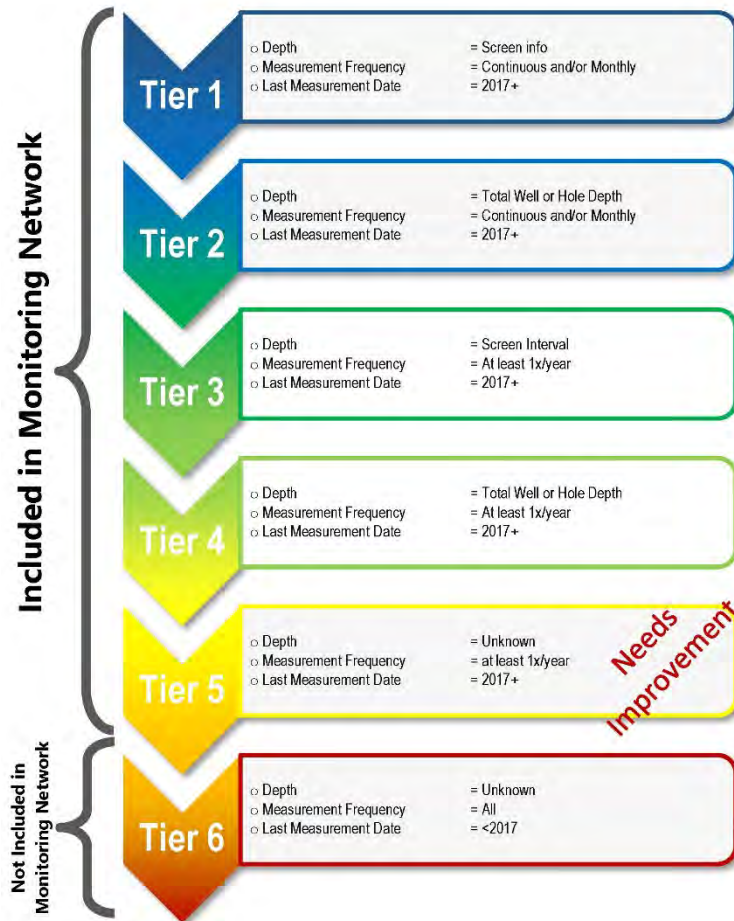 Included in Monitoring Network
Tier 1
o Depth = Screen info
o Measurement Frequency = Continuous and/or Monthly
o Last Measurement Date = 2017+
Tier 2
o Depth = Total Well or Hole Depth
o Measurement Frequency = Continuous and/or Monthly
o Last Measurement Date = 2017+
Tier 3
o Depth = Screen Interval
o Measurement Frequency = At least 1x/year
o Last Measurement Date = 2017+
Tier 4
o Depth = Total Well or Hole Depth
o Measurement Frequency = At least 1x/year
o Last Measurement Date = 2017+
Tier 5
o Depth = Unknown
o Measurement Frequency = at least 1x/year
o Last Measurement Date = 2017+
Needs
Improvement
Not Included in
Monitoring Network
Tier 6
o Depth = Unknown
o Measurement Frequency = All
o Last Measurement Date = <2017